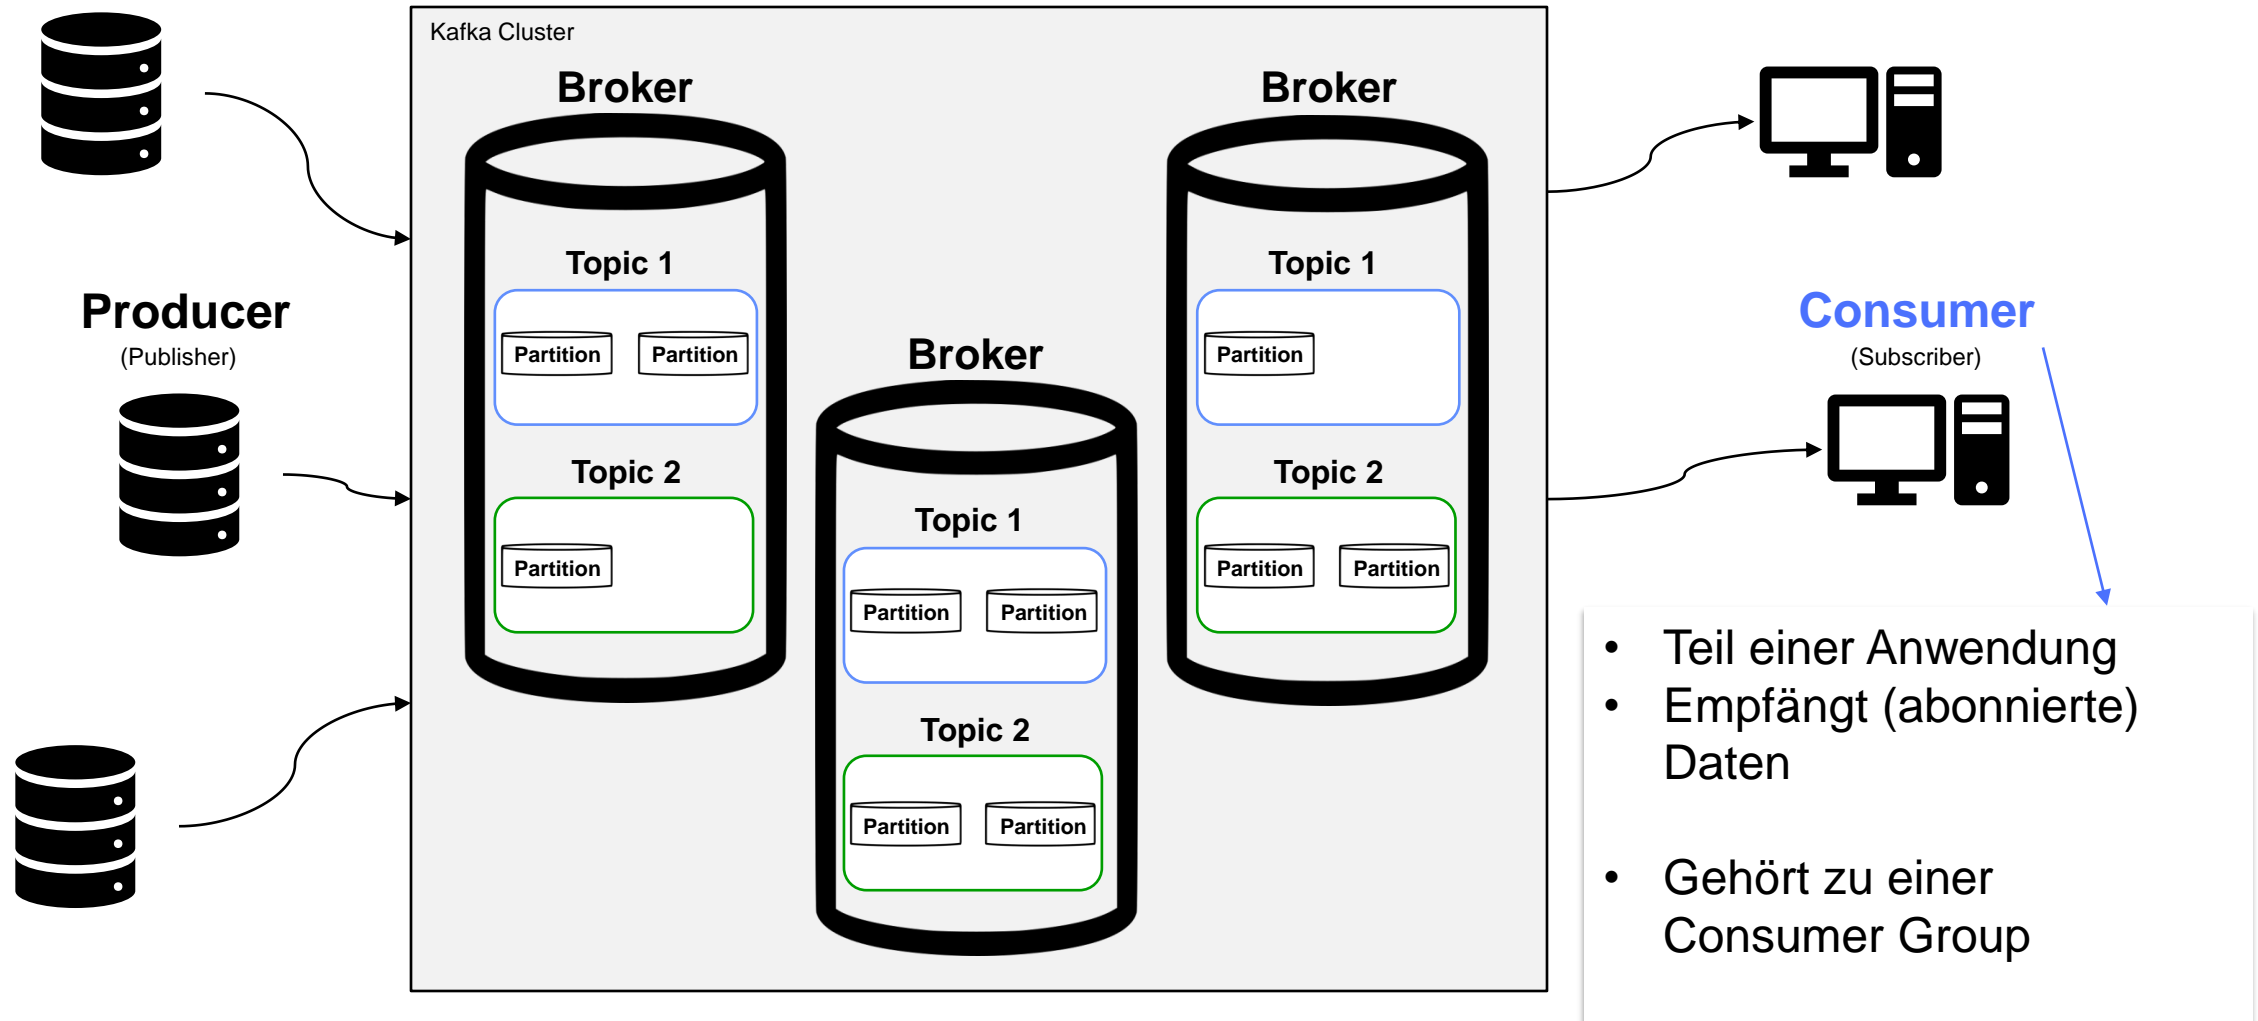 Kafka Cluster
Broker
Topic 1
Partition Partition
Topic 2
Partition
Broker
Topic 1
Partition Partition
Topic 2
Partition Partition
Broker
Topic 1
Partition
Topic 2
Partition Partition
Producer
(Publisher)
Consumer
(Subscriber)
• Teil einer Anwendung
• Empfängt (abonnierte)
Daten
• Gehört zu einer
Consumer Group